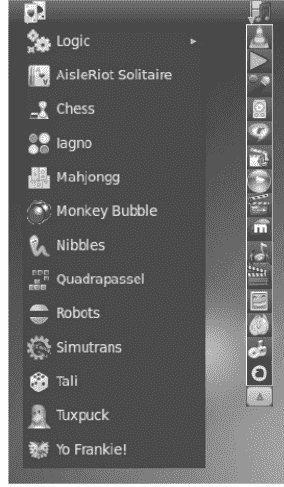 Logic
AisleRiot Solitaire
Chess
Iagno
Mahjongg
Monkey Bubble
Nibbles
Quadrapassel
Robots
Simutrans
Tali
Tuxpuck
Yo Frankie!